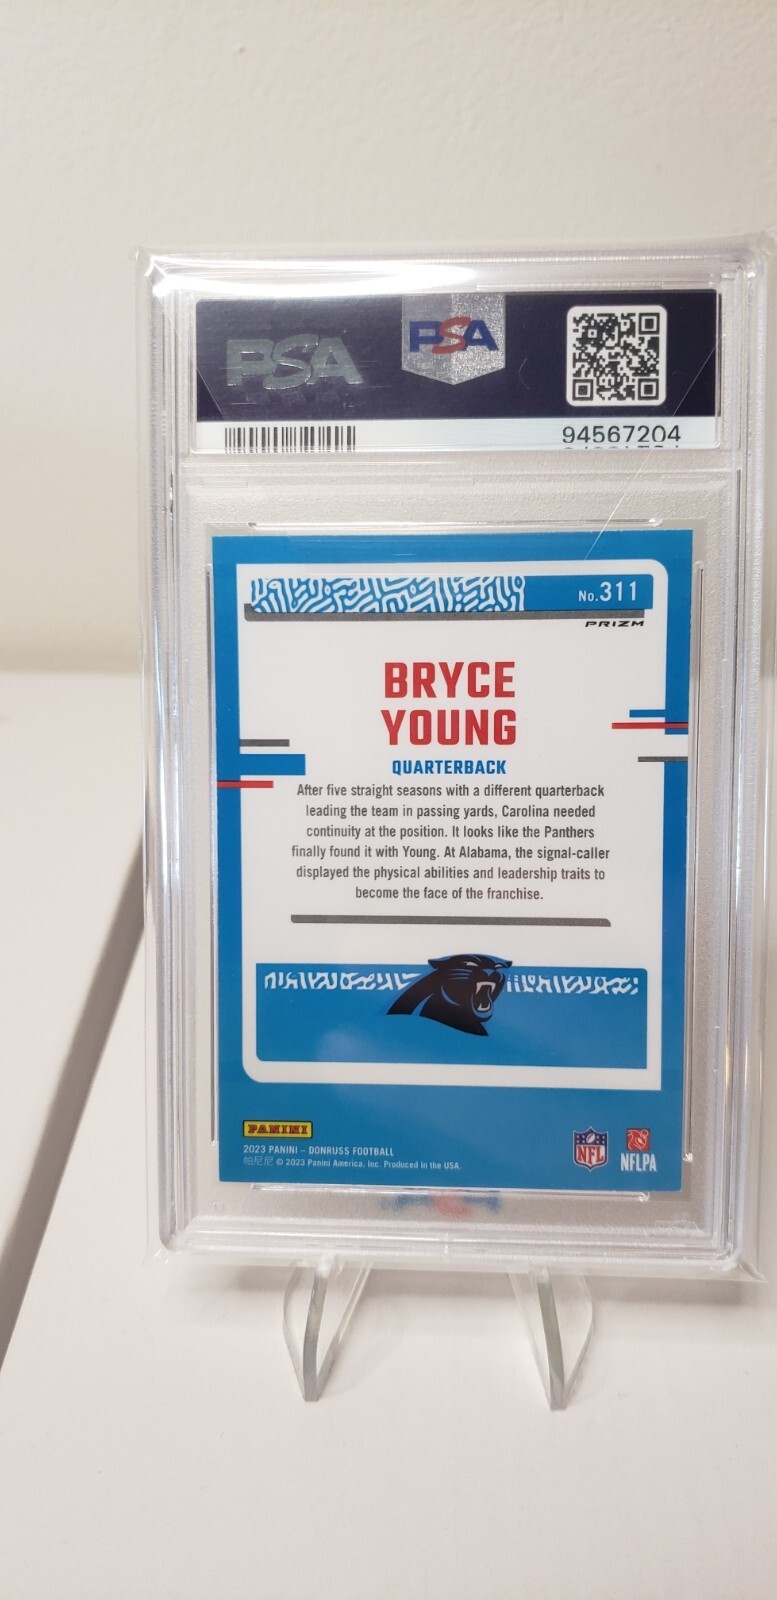 PSA
PSA
94567204
No.311
PRIZM
BRYCE
YOUNG
QUARTERBACK
After five straight seasons with a different quarterback
leading the team in passing yards, Carolina needed
continuity at the position. It looks like the Panthers
finally found it with Young. At Alabama, the signal-caller
displayed the physical abilities and leadership traits to
become the face of the franchise.
PANINI
2023 PANINI – DONRUSS FOOTBALL
帕尼尼 © 2023 Panini America, Inc. Produced in the USA.
NFL
NFLPA